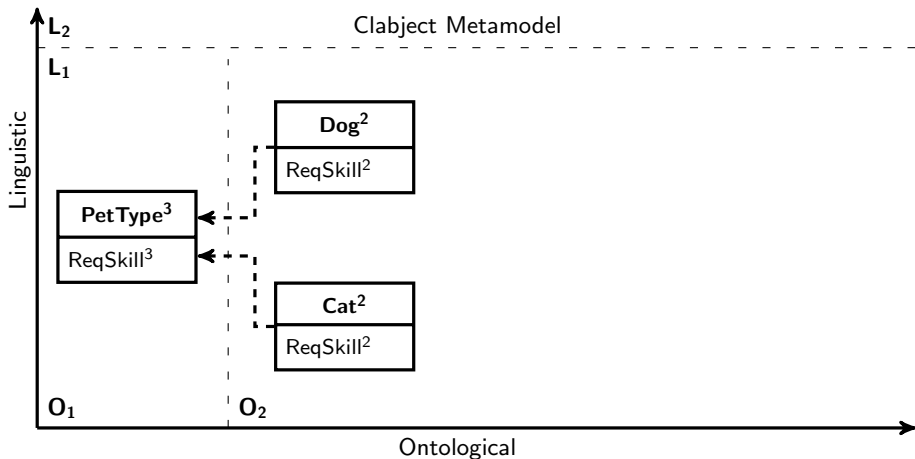 L₂
Clabject Metamodel
L₁
Linguistic
Dog²
ReqSkill²
PetType³
ReqSkill³
Cat²
ReqSkill²
O₁
O₂
Ontological